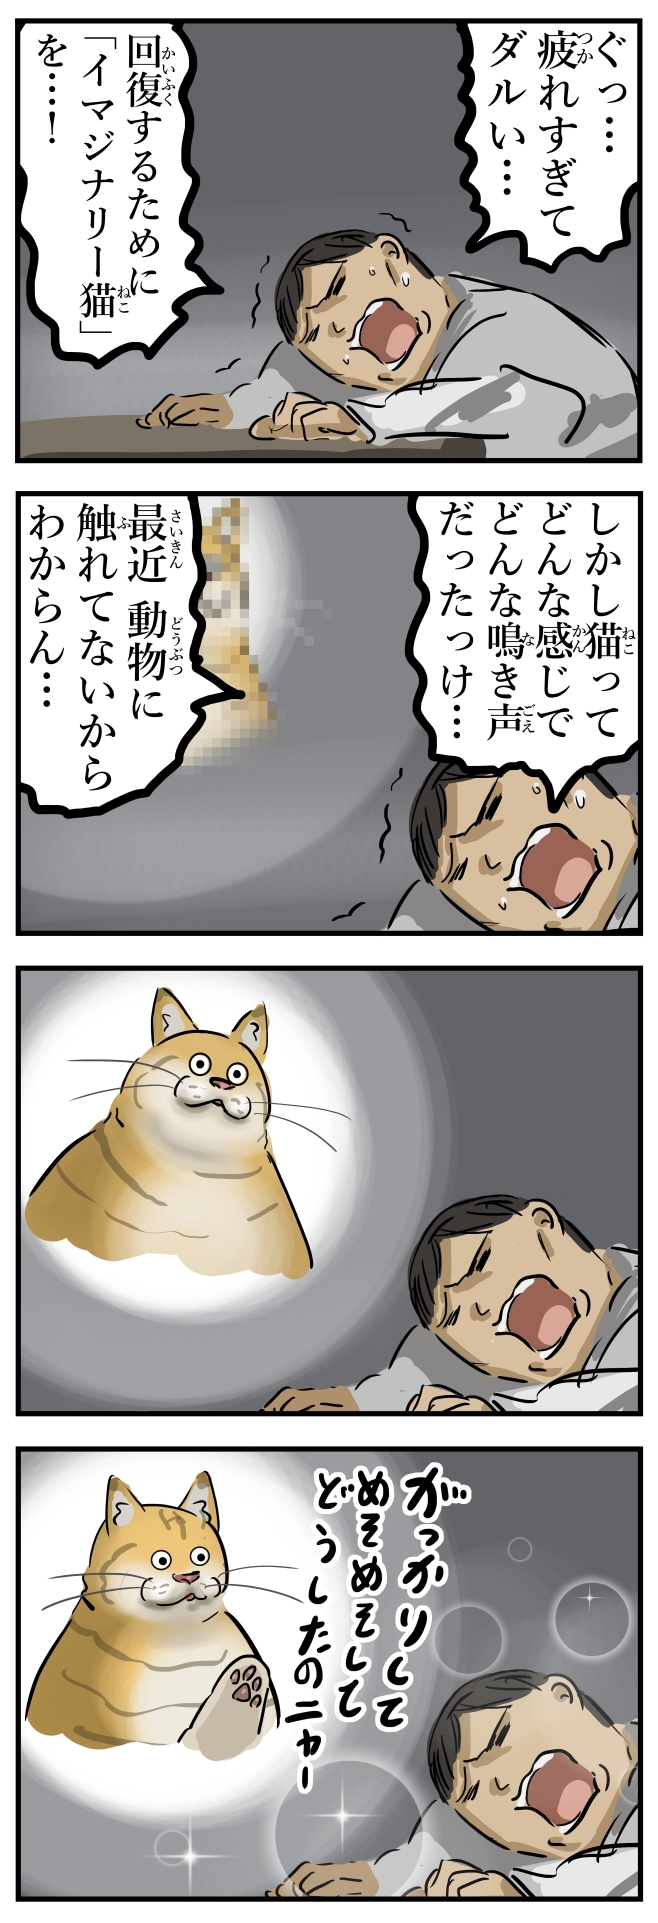 ぐっ…
疲れすぎて
ダルい…
回復するために
「イマジナリー猫」
を…!
しかし猫って
どんな感じで
どんな鳴き声
だったっけ…
最近 動物に
触れてないから
わからん…
がっかりして
めそめそして
どうしたのニャー